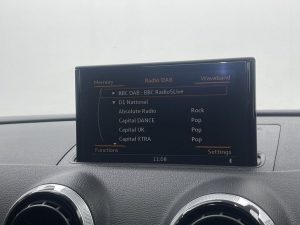 Memory Radio/DAB Waveband
BBC DAB : BBC Radio5Live
D1 National
Absolute Radio Rock
Capital DANCE Pop
Capital UK Pop
Capital XTRA Pop
Functions 11:08 Settings